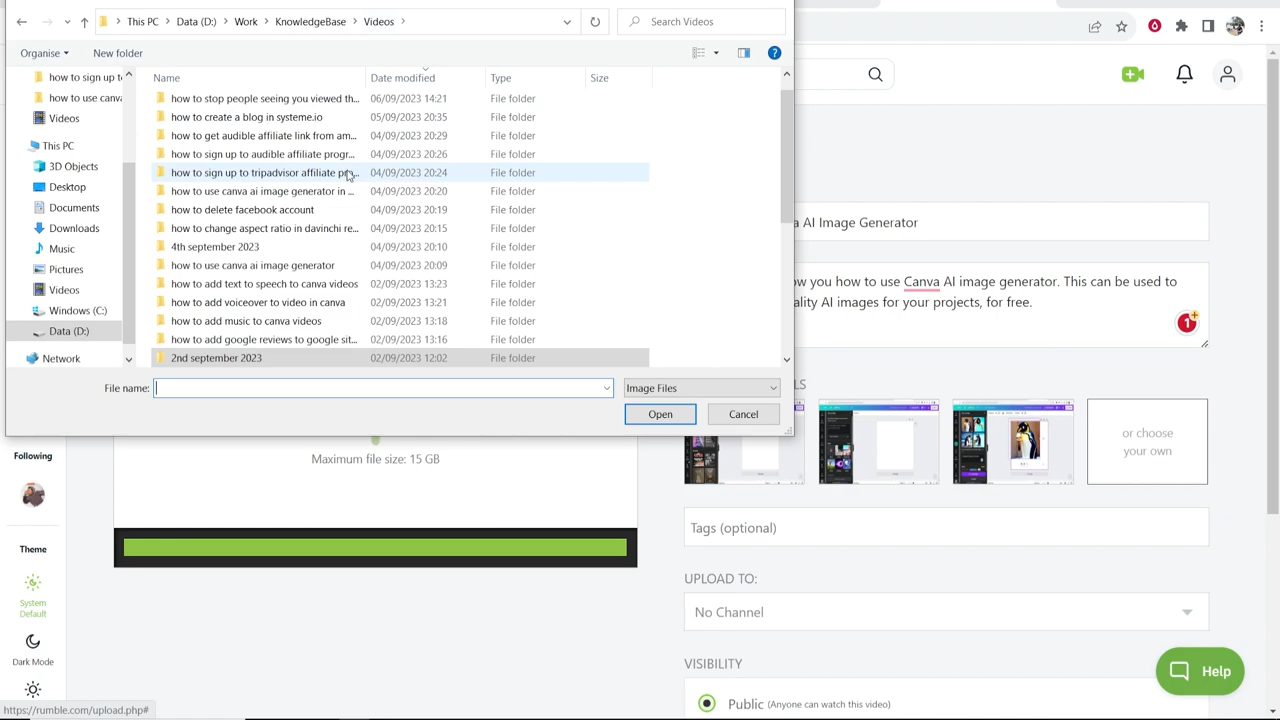 This PC > Data (D:) > Work > KnowledgeBase > Videos >
Search Videos
Organise
New folder
how to sign up to
how to use canva
Videos
This PC
3D Objects
Desktop
Documents
Downloads
Music
Pictures
Videos
Windows (C:)
Data (D:)
Network
Name
Date modified
Type
Size
how to stop people seeing you viewed th... 06/09/2023 14:21 File folder
how to create a blog in systeme.io 05/09/2023 20:35 File folder
how to get audible affiliate link from am... 04/09/2023 20:29 File folder
how to sign up to audible affiliate progr... 04/09/2023 20:26 File folder
how to sign up to tripadvisor affiliate pro... 04/09/2023 20:24 File folder
how to use canva ai image generator in ... 04/09/2023 20:20 File folder
how to delete facebook account 04/09/2023 20:19 File folder
how to change aspect ratio in davinchi re... 04/09/2023 20:15 File folder
4th september 2023 04/09/2023 20:10 File folder
how to use canva ai image generator 04/09/2023 20:09 File folder
how to add text to speech to canva videos 02/09/2023 13:23 File folder
how to add voiceover to video in canva 02/09/2023 13:21 File folder
how to add music to canva videos 02/09/2023 13:18 File folder
how to add google reviews to google sit... 02/09/2023 13:16 File folder
2nd september 2023 02/09/2023 12:02 File folder
File name:
Image Files
Open
Cancel
a AI Image Generator
ow you how to use Canva AI image generator. This can be used to
ality AI images for your projects, for free.
1
LS
or choose
your own
Maximum file size: 15 GB
Following
Theme
System
Default
Dark Mode
Tags (optional)
UPLOAD TO:
No Channel
VISIBILITY
Public (Anyone can watch this video)
Help
https://rumble.com/upload.php#